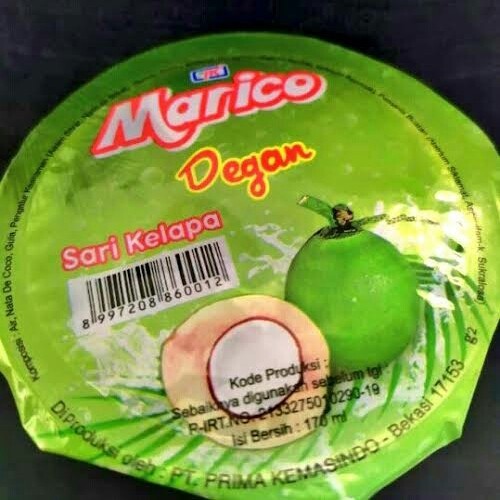 Marico
Degan
Sari Kelapa
8 997208 860012
Kode Produksi :
Sebaiknya digunakan sebelum tgl :
P-IRT.NO. 2133275010290-19
Isi Bersih : 170 ml
Diproduksi oleh : PT. PRIMA KEMASINDO - Bekasi 17153
g2
Komposisi : Air, Nata De Coco, Gula,